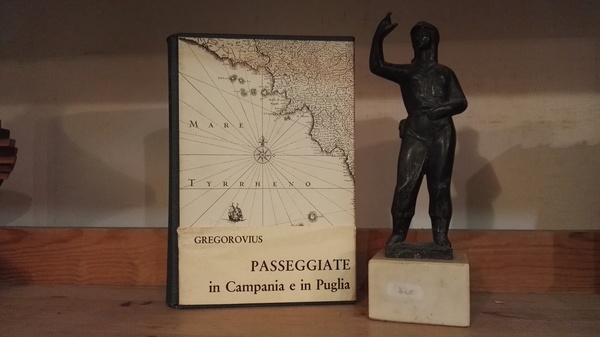 MARE
TYRRHENO
GREGOROVIUS
PASSEGGIATE
in Campania e in Puglia